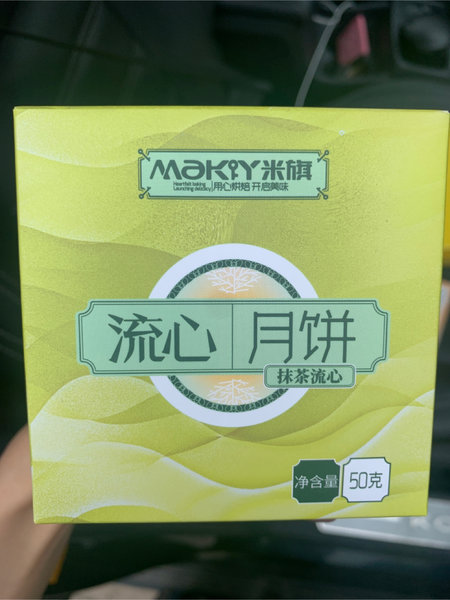 MAKIY米旗
Heartfelt baking
Launching delicacy
用心烘焙 开启美味
流心 月饼
抹茶流心
净含量 50克